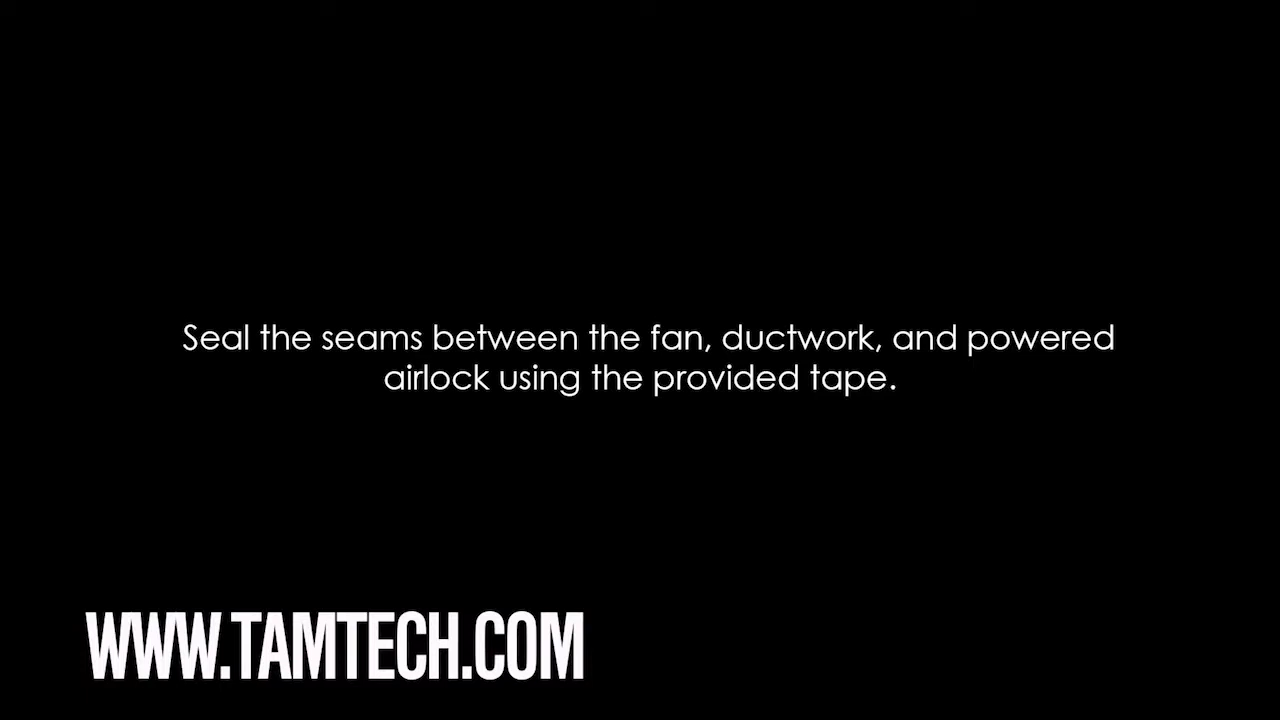 Seal the seams between the fan, ductwork, and powered
airlock using the provided tape.
WWW.TAMTECH.COM